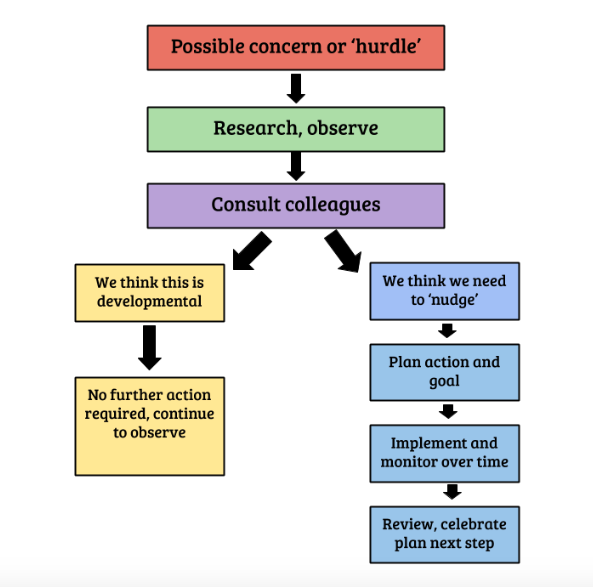 Possible concern or ‘hurdle’
Research, observe
Consult colleagues
We think this is
developmental
No further action
required, continue
to observe
We think we need
to ‘nudge’
Plan action and
goal
Implement and
monitor over time
Review, celebrate
plan next step